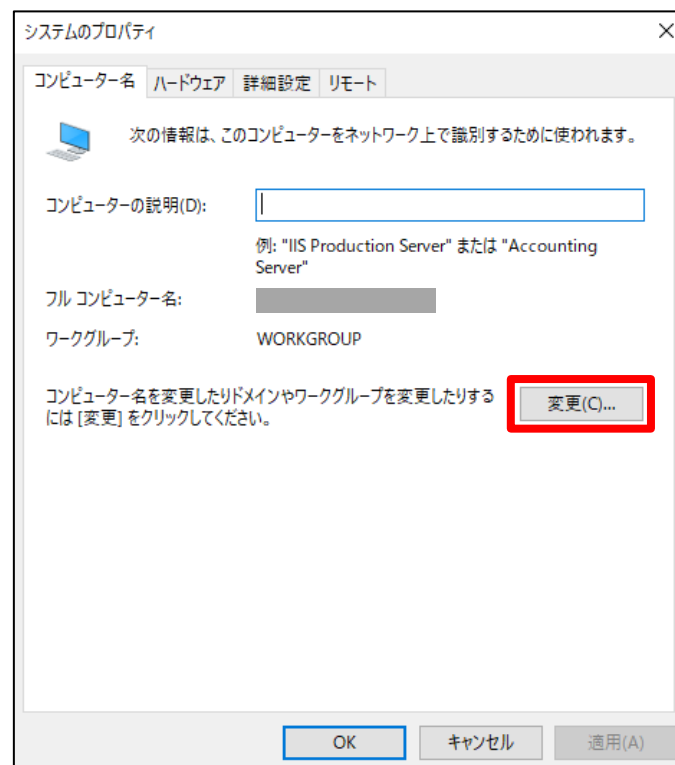 システムのプロパティ
コンピューター名 ハードウェア 詳細設定 リモート
次の情報は、このコンピューターをネットワーク上で識別するために使われます。
コンピューターの説明(D):
例: "IIS Production Server" または "Accounting
Server"
フル コンピューター名:
ワークグループ: WORKGROUP
コンピューター名を変更したりドメインやワークグループを変更したりする
には [変更] をクリックしてください。
変更(C)...
OK キャンセル 適用(A)